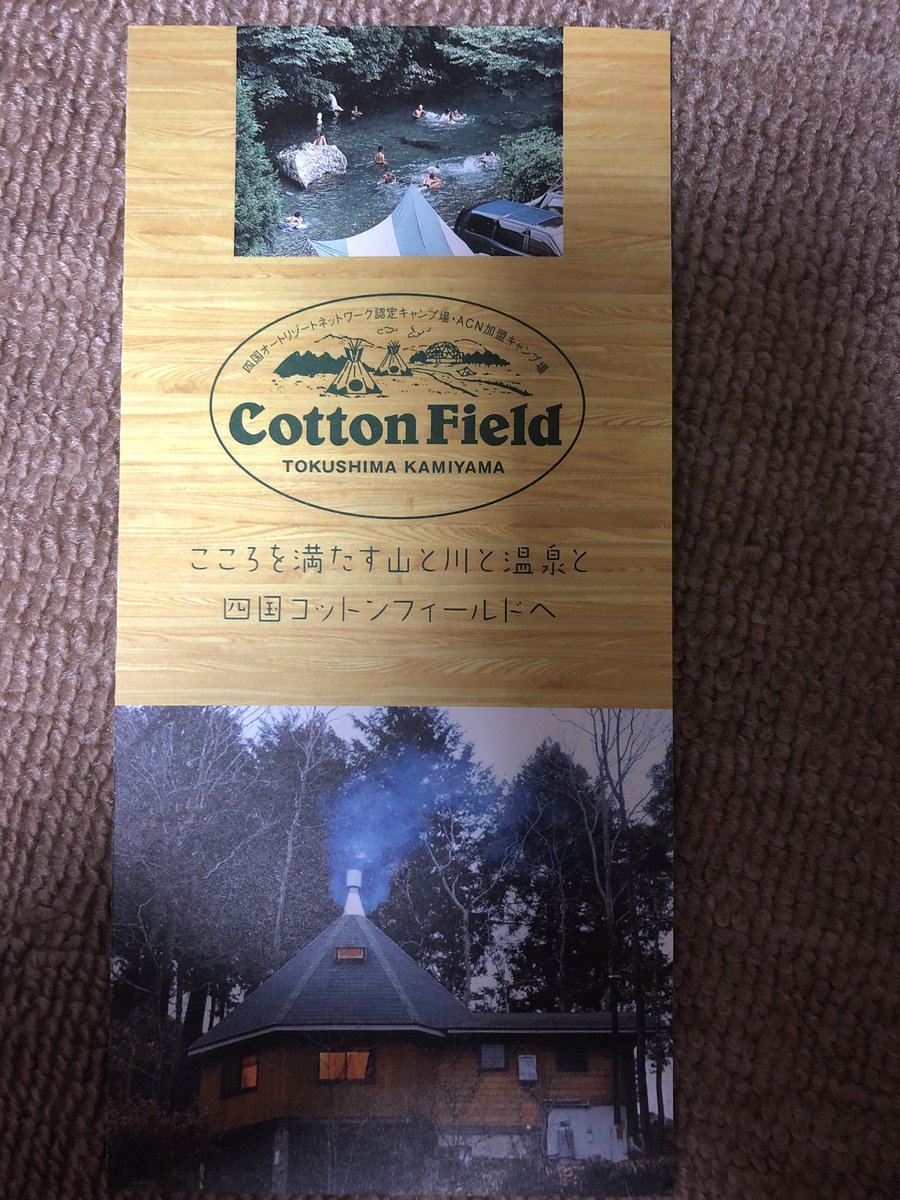 四国オートリゾートネットワーク認定キャンプ場・ACN加盟キャンプ場
Cotton Field
TOKUSHIMA KAMIYAMA
こころを満たす山と川と温泉と
四国コットンフィールドへ